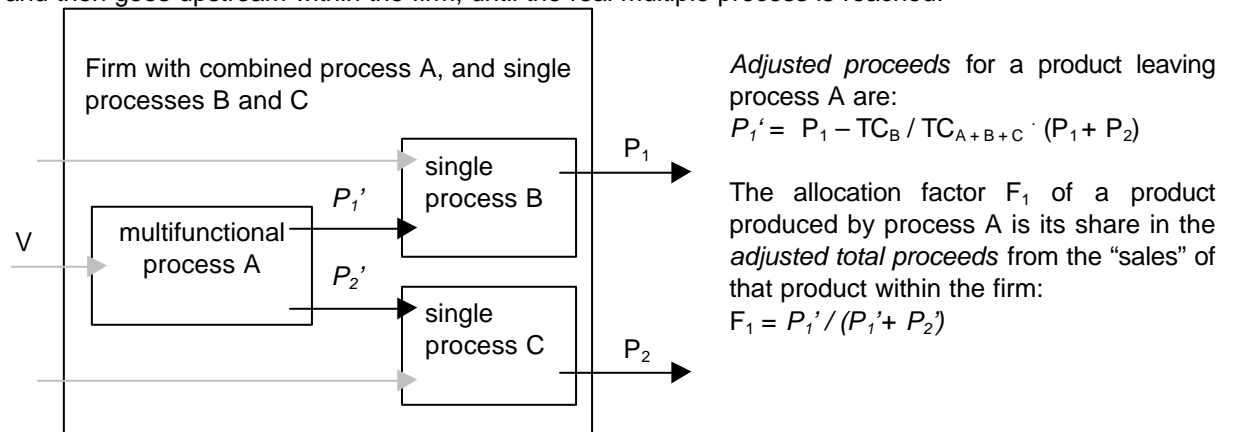 and then goes upstream within the firm, until the real multiple process is reached.
Firm with combined process A, and single
processes B and C
V
multifunctional
process A
P₁’
P₂’
single
process B
single
process C
P₁
P₂
Adjusted proceeds for a product leaving
process A are:
P₁‘ = P₁ – TC_B / TC_A+B+C · (P₁ + P₂)
The allocation factor F₁ of a product
produced by process A is its share in the
adjusted total proceeds from the “sales” of
that product within the firm:
F₁ = P₁’ / (P₁’+ P₂’)